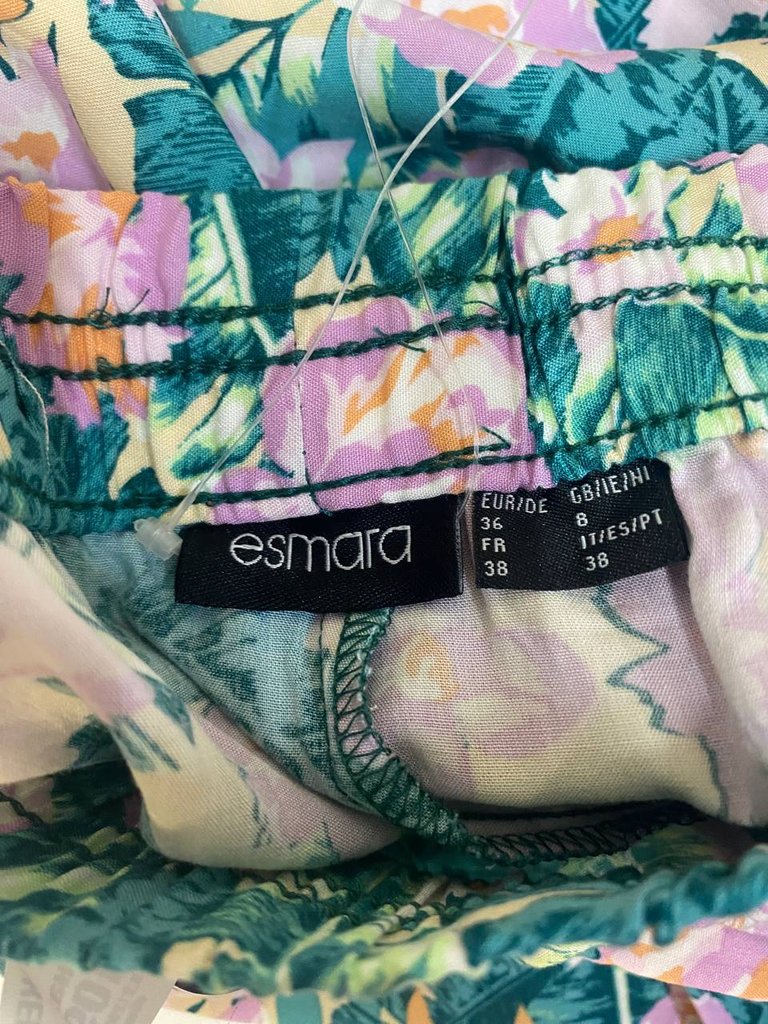 esmara
EUR/DE GB/IE/NI
36 8
FR IT/ES/PT
38 38